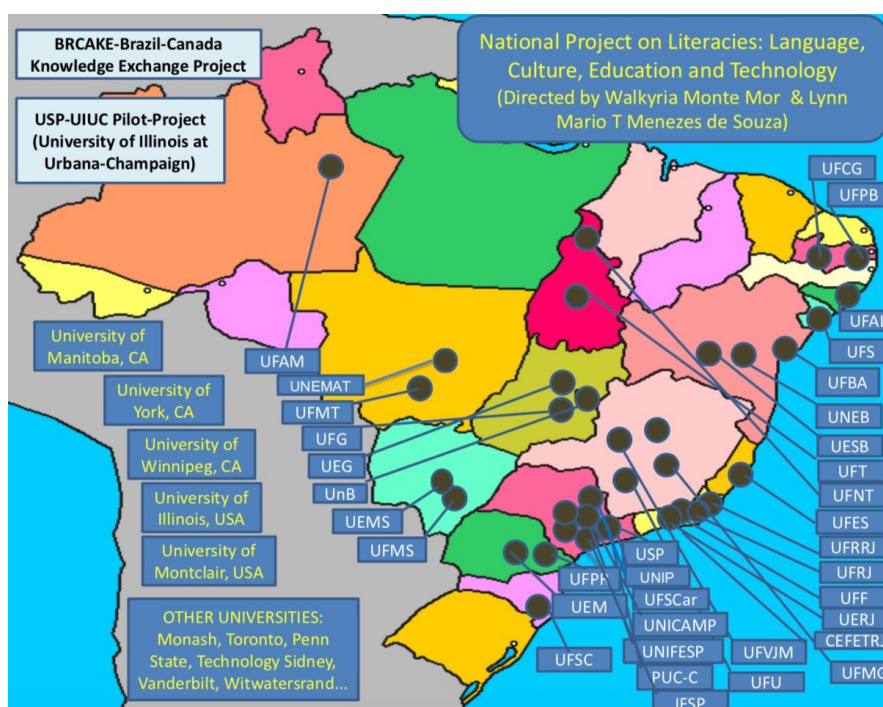 BRCAKE-Brazil-Canada
Knowledge Exchange Project
National Project on Literacies: Language,
Culture, Education and Technology
(Directed by Walkyria Monte Mor & Lynn
Mario T Menezes de Souza)
USP-UIUC Pilot-Project
(University of Illinois at
Urbana-Champaign)
UFCG
UFPB
UFAL
UFS
UFBA
UNEB
UESB
UFT
UFNT
UFES
UFRRJ
UFRJ
UFF
UERJ
CEFETRJ
UFMG
University of
Manitoba, CA
University of
York, CA
University of
Winnipeg, CA
University of
Illinois, USA
University of
Montclair, USA
OTHER UNIVERSITIES:
Monash, Toronto, Penn
State, Technology Sidney,
Vanderbilt, Witwatersrand...
UFAM
UNEMAT
UFMT
UFG
UEG
UnB
UEMS
UFMS
UFPR
UEM
UFSC
USP
UNIP
UFSCar
UNICAMP
UNIFESP
PUC-C
IFSP
UFVJM
UFU